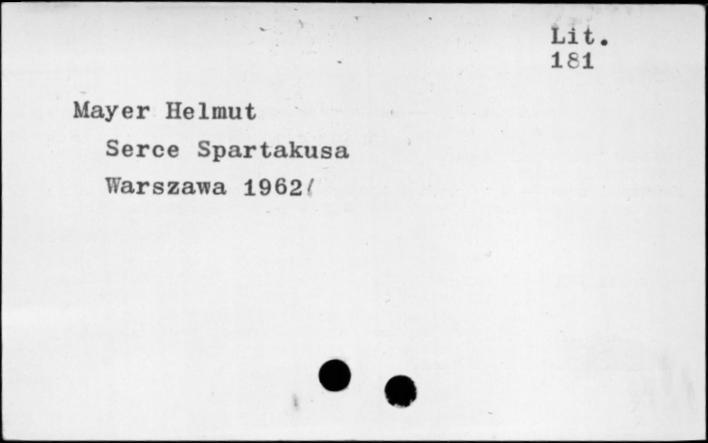 Lit.
181
Mayer Helmut
Serce Spartakusa
Warszawa 1962/